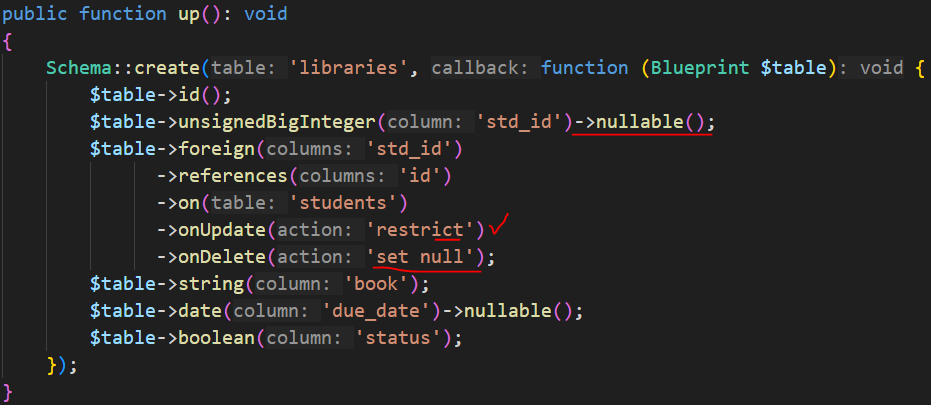 public function up(): void
{
    Schema::create(table: 'libraries', callback: function (Blueprint $table): void {
        $table->id();
        $table->unsignedBigInteger(column: 'std_id')->nullable();
        $table->foreign(columns: 'std_id')
              ->references(columns: 'id')
              ->on(table: 'students')
              ->onUpdate(action: 'restrict')
              ->onDelete(action: 'set null');
        $table->string(column: 'book');
        $table->date(column: 'due_date')->nullable();
        $table->boolean(column: 'status');
    });
}